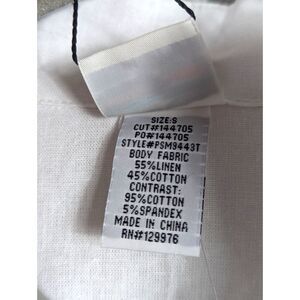 SIZE:S
CUT#144705
PO#144705
STYLE#PSM9443T
BODY FABRIC
55%LINEN
45%COTTON
CONTRAST:
95%COTTON
5%SPANDEX
MADE IN CHINA
RN#129976